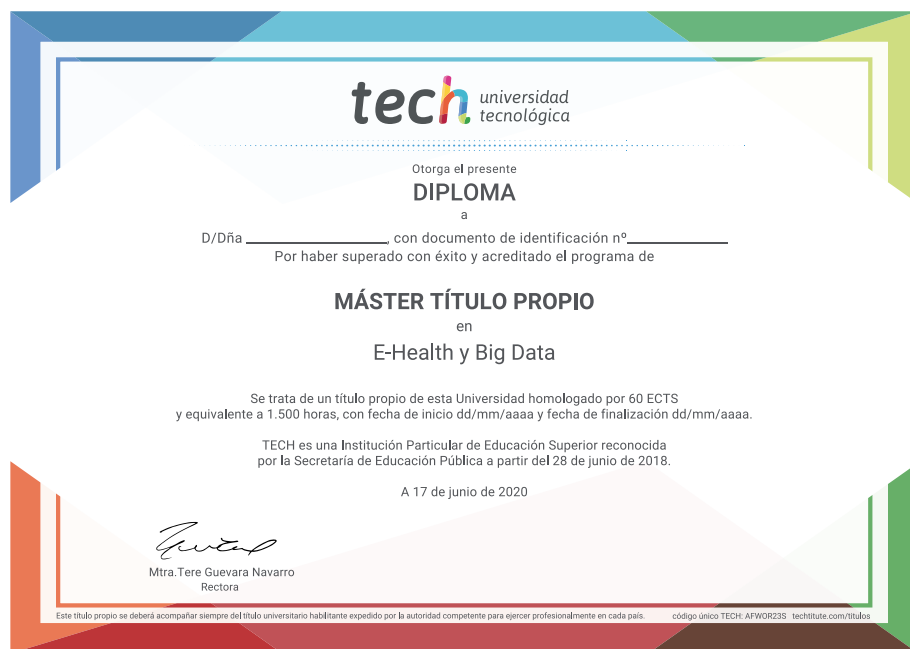 tech universidad
tecnológica
Otorga el presente
DIPLOMA
a
D/Dña ____________________, con documento de identificación nº______________
Por haber superado con éxito y acreditado el programa de
MÁSTER TÍTULO PROPIO
en
E-Health y Big Data
Se trata de un título propio de esta Universidad homologado por 60 ECTS
y equivalente a 1.500 horas, con fecha de inicio dd/mm/aaaa y fecha de finalización dd/mm/aaaa.
TECH es una Institución Particular de Educación Superior reconocida
por la Secretaría de Educación Pública a partir del 28 de junio de 2018.
A 17 de junio de 2020
Mtra.Tere Guevara Navarro
Rectora
Este título propio se deberá acompañar siempre del título universitario habilitante expedido por la autoridad competente para ejercer profesionalmente en cada país. código único TECH: AFWOR23S techtitute.com/titulos